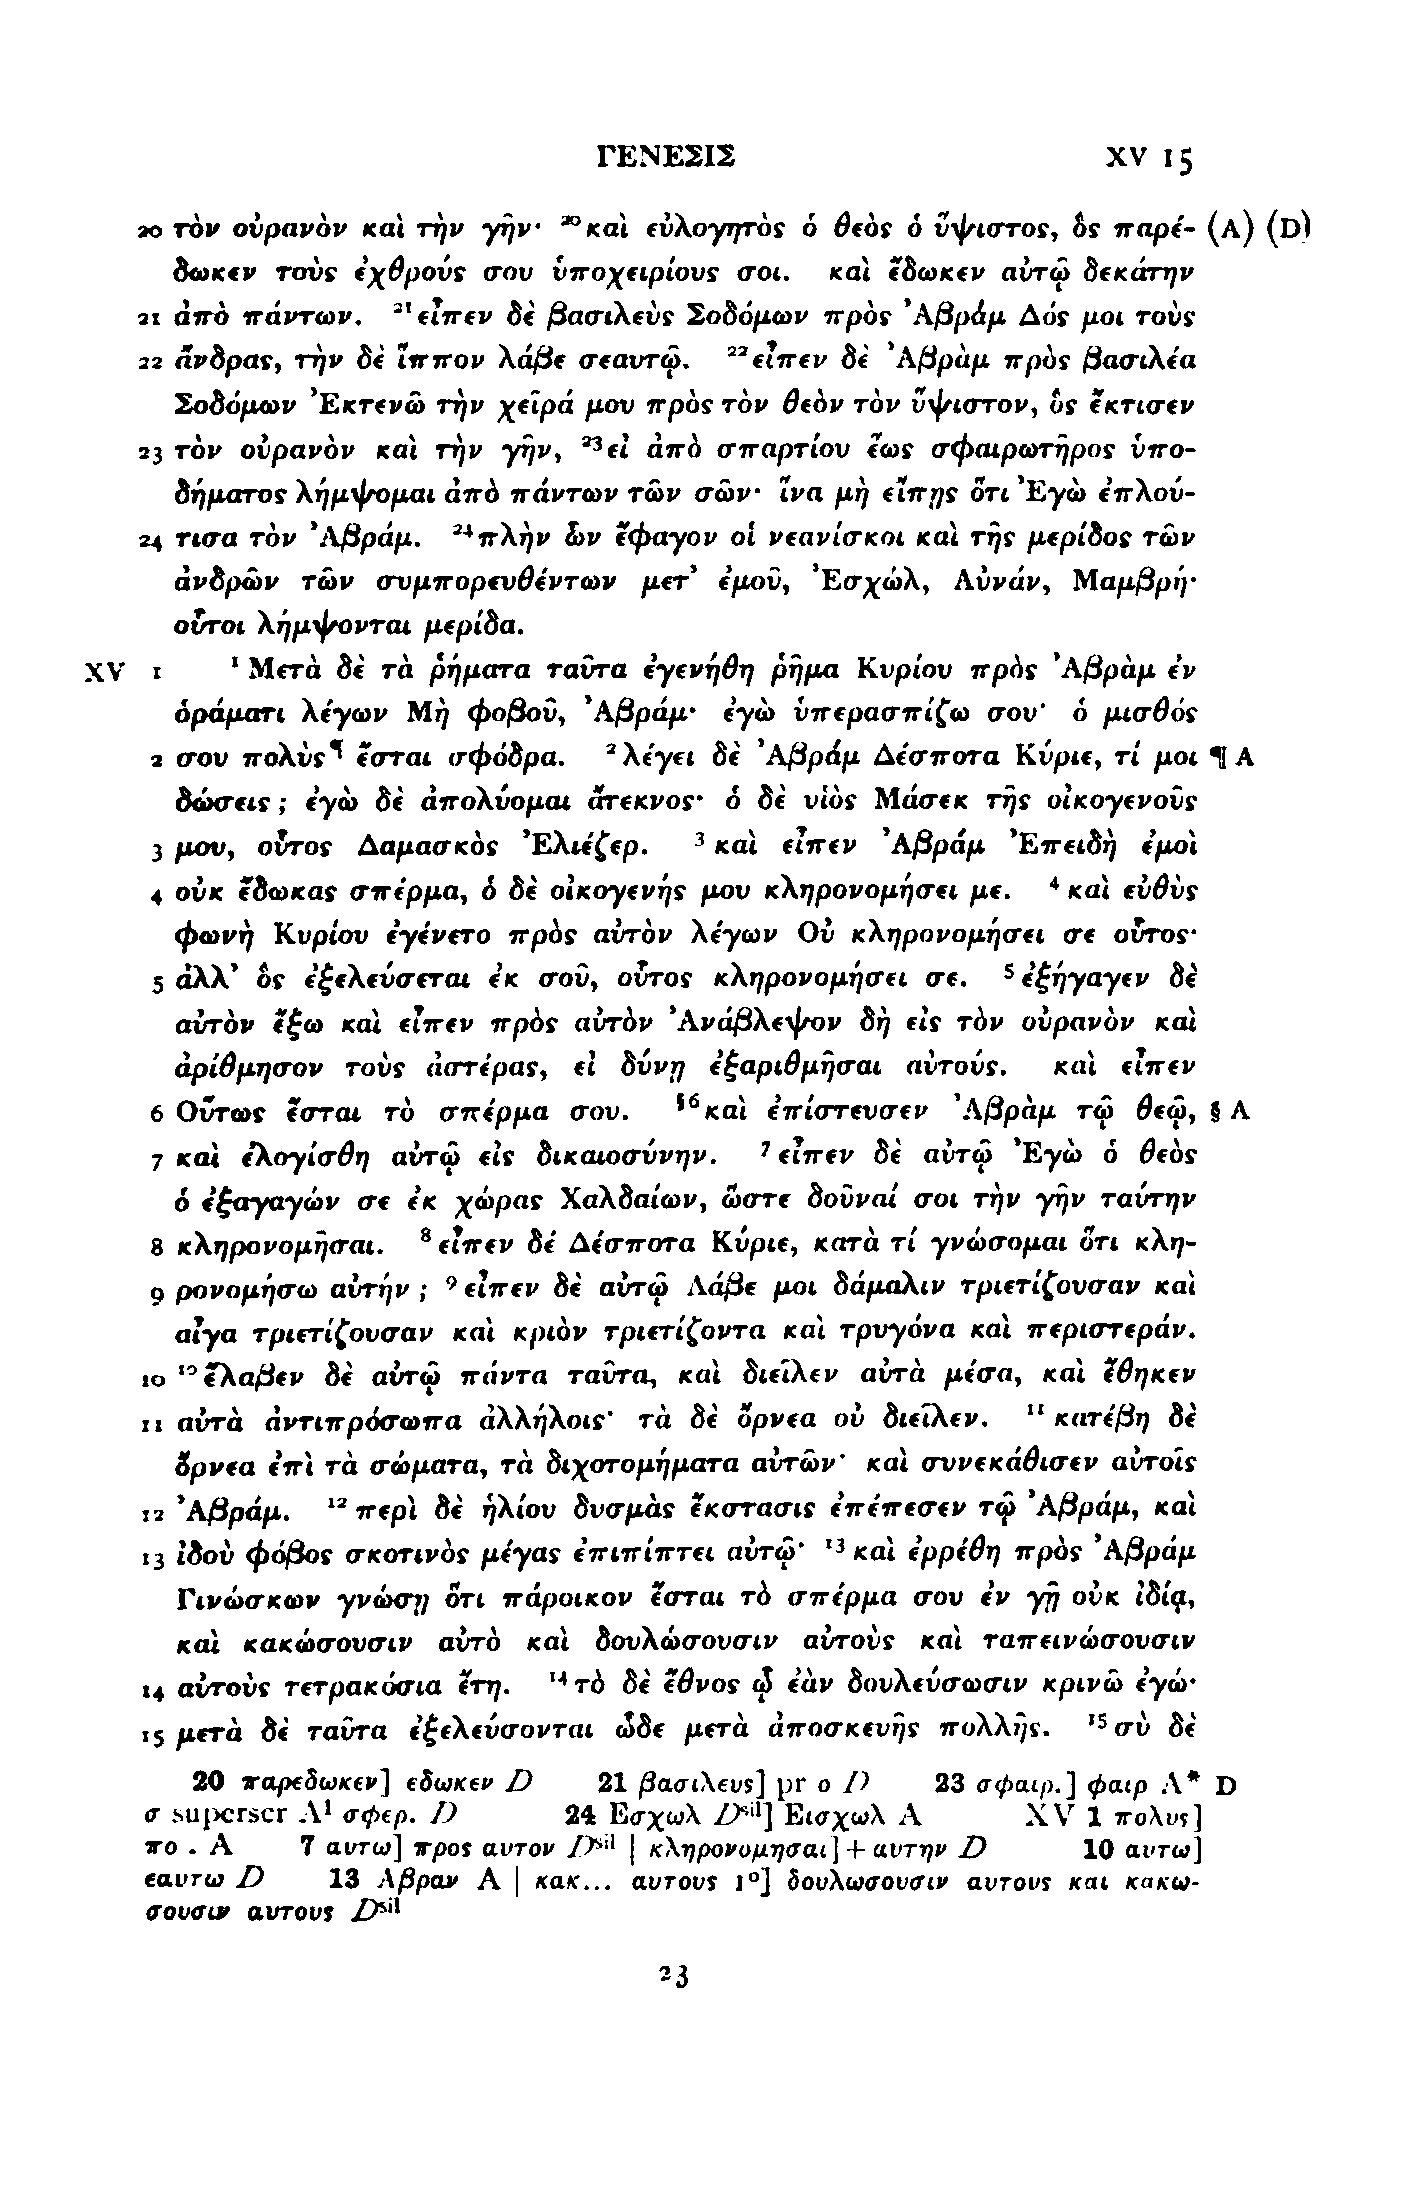 ΓΕΝΕΣΙΣ XV 15
20 τὸν οὐρανὸν καὶ τὴν γῆν· ²⁰καὶ εὐλογητὸς ὁ θεὸς ὁ ὕψιστος, ὃς παρέ- (A) (D)
δωκεν τοὺς ἐχθρούς σου ὑποχειρίους σοι. καὶ ἔδωκεν αὐτῷ δεκάτην
21 ἀπὸ πάντων. ²¹εἶπεν δὲ βασιλεὺς Σοδόμων πρὸς Ἀβράμ Δός μοι τοὺς
22 ἄνδρας, τὴν δὲ ἵππον λάβε σεαυτῷ. ²²εἶπεν δὲ Ἀβρὰμ πρὸς βασιλέα
Σοδόμων Ἐκτενῶ τὴν χεῖρά μου πρὸς τὸν θεὸν τὸν ὕψιστον, ὃς ἔκτισεν
23 τὸν οὐρανὸν καὶ τὴν γῆν, ²³εἰ ἀπὸ σπαρτίου ἕως σφαιρωτῆρος ὑπο-
δήματος λήμψομαι ἀπὸ πάντων τῶν σῶν· ἵνα μὴ εἴπῃς ὅτι Ἐγὼ ἐπλού-
24 τισα τὸν Ἀβράμ. ²⁴πλὴν ὧν ἔφαγον οἱ νεανίσκοι καὶ τῆς μερίδος τῶν
ἀνδρῶν τῶν συμπορευθέντων μετ' ἐμοῦ, Ἐσχώλ, Αὐνάν, Μαμβρή·
οὗτοι λήμψονται μερίδα.
XV 1 ¹Μετὰ δὲ τὰ ῥήματα ταῦτα ἐγενήθη ῥῆμα Κυρίου πρὸς Ἀβρὰμ ἐν
ὁράματι λέγων Μὴ φοβοῦ, Ἀβράμ· ἐγὼ ὑπερασπίζω σου· ὁ μισθός
2 σου πολὺς¶ ἔσται σφόδρα. ²λέγει δὲ Ἀβράμ Δέσποτα Κύριε, τί μοι ¶ A
δώσεις; ἐγὼ δὲ ἀπολύομαι ἄτεκνος· ὁ δὲ υἱὸς Μάσεκ τῆς οἰκογενοῦς
3 μου, οὗτος Δαμασκὸς Ἐλιέζερ. ³καὶ εἶπεν Ἀβράμ Ἐπειδὴ ἐμοὶ
4 οὐκ ἔδωκας σπέρμα, ὁ δὲ οἰκογενής μου κληρονομήσει με. ⁴καὶ εὐθὺς
φωνὴ Κυρίου ἐγένετο πρὸς αὐτὸν λέγων Οὐ κληρονομήσει σε οὗτος·
5 ἀλλ' ὃς ἐξελεύσεται ἐκ σοῦ, οὗτος κληρονομήσει σε. ⁵ἐξήγαγεν δὲ
αὐτὸν ἔξω καὶ εἶπεν πρὸς αὐτὸν Ἀνάβλεψον δὴ εἰς τὸν οὐρανὸν καὶ
ἀρίθμησον τοὺς ἀστέρας, εἰ δύνῃ ἐξαριθμῆσαι αὐτούς. καὶ εἶπεν
6 Οὕτως ἔσται τὸ σπέρμα σου. §⁶καὶ ἐπίστευσεν Ἀβρὰμ τῷ θεῷ, § A
7 καὶ ἐλογίσθη αὐτῷ εἰς δικαιοσύνην. ⁷εἶπεν δὲ αὐτῷ Ἐγὼ ὁ θεὸς
ὁ ἐξαγαγών σε ἐκ χώρας Χαλδαίων, ὥστε δοῦναί σοι τὴν γῆν ταύτην
8 κληρονομῆσαι. ⁸εἶπεν δέ Δέσποτα Κύριε, κατὰ τί γνώσομαι ὅτι κλη-
9 ρονομήσω αὐτήν; ⁹εἶπεν δὲ αὐτῷ Λάβε μοι δάμαλιν τριετίζουσαν καὶ
αἶγα τριετίζουσαν καὶ κριὸν τριετίζοντα καὶ τρυγόνα καὶ περιστεράν.
10 ¹⁰ἔλαβεν δὲ αὐτῷ πάντα ταῦτα, καὶ διεῖλεν αὐτὰ μέσα, καὶ ἔθηκεν
11 αὐτὰ ἀντιπρόσωπα ἀλλήλοις· τὰ δὲ ὄρνεα οὐ διεῖλεν. ¹¹κατέβη δὲ
ὄρνεα ἐπὶ τὰ σώματα, τὰ διχοτομήματα αὐτῶν· καὶ συνεκάθισεν αὐτοῖς
12 Ἀβράμ. ¹²περὶ δὲ ἡλίου δυσμὰς ἔκστασις ἐπέπεσεν τῷ Ἀβράμ, καὶ
13 ἰδοὺ φόβος σκοτινὸς μέγας ἐπιπίπτει αὐτῷ· ¹³καὶ ἐρρέθη πρὸς Ἀβράμ
Γινώσκων γνώσῃ ὅτι πάροικον ἔσται τὸ σπέρμα σου ἐν γῇ οὐκ ἰδίᾳ,
καὶ κακώσουσιν αὐτὸ καὶ δουλώσουσιν αὐτοὺς καὶ ταπεινώσουσιν
14 αὐτοὺς τετρακόσια ἔτη. ¹⁴τὸ δὲ ἔθνος ᾧ ἐὰν δουλεύσωσιν κρινῶ ἐγώ·
15 μετὰ δὲ ταῦτα ἐξελεύσονται ὧδε μετὰ ἀποσκευῆς πολλῆς. ¹⁵σὺ δὲ
20 παρεδωκεν] εδωκεν D 21 βασιλευς] pr ο D 23 σφαιρ.] φαιρ A* D
σ superscr A¹ σφερ. D 24 Εσχωλ Dˢⁱˡ] Εισχωλ A XV 1 πολυς]
πο . A 7 αυτω] προς αυτον Dˢⁱˡ | κληρονομησαι] + αυτην D 10 αυτω]
εαυτω D 13 Αβραν A | κακ... αυτους 1°] δουλωσουσιν αυτους και κακω-
σουσιν αυτους Dˢⁱˡ
23